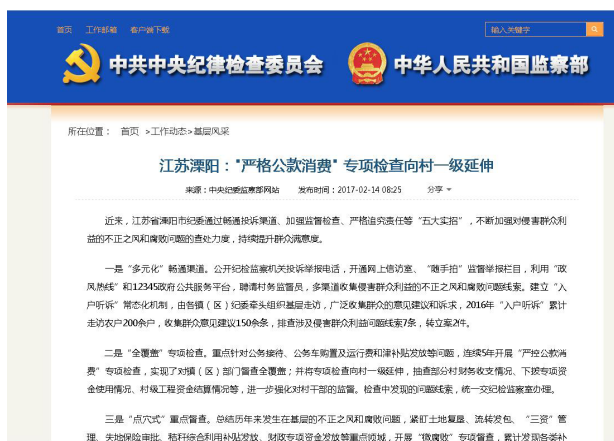 首页 工作邮箱 客户端下载
输入关键字
中共中央纪律检查委员会 中华人民共和国监察部
所在位置： 首页 >工作动态>基层风采
江苏溧阳："严格公款消费" 专项检查向村一级延伸
来源：中央纪委监察部网站 发布时间：2017-02-14 08:25 分享
近来，江苏省溧阳市纪委通过畅通投诉渠道、加强监督检查、严格追究责任等“五大实招”，不断加强对侵害群众利
益的不正之风和腐败问题的查处力度，持续提升群众满意度。
一是“多元化”畅通渠道。公开纪检监察机关投诉举报电话，开通网上信访室、“随手拍”监督举报栏目，利用“政
风热线”和12345政府公共服务平台，聘请村务监督员，多渠道收集侵害群众利益的不正之风和腐败问题线索。建立“入
户听诉”常态化机制，由各镇（区）纪委牵头组织基层走访，广泛收集群众的意见建议和诉求，2016年“入户听诉”累计
走访农户200余户，收集群众意见建议150余条，排查涉及侵害群众利益问题线索7条，转立案2件。
二是“全覆盖”专项检查。重点针对公务接待、公务车购置及运行费和津补贴发放等问题，连续5年开展“严控公款消
费”专项检查，实现了对镇（区）部门督查全覆盖；并将专项检查向村一级延伸，抽查部分村财务收支情况、下拨专项资
金使用情况、村级工程资金结算情况等，进一步强化对村干部的监督。检查中发现的问题线索，统一交纪检监察室办理。
三是“点穴式”重点督查。总结历年来发生在基层的不正之风和腐败问题，紧盯土地复垦、流转发包、“三资”管
理、失地保险审批、秸秆综合利用补贴发放、财政专项资金发放等重点领域，开展“微腐败”专项督查，累计发现各类补